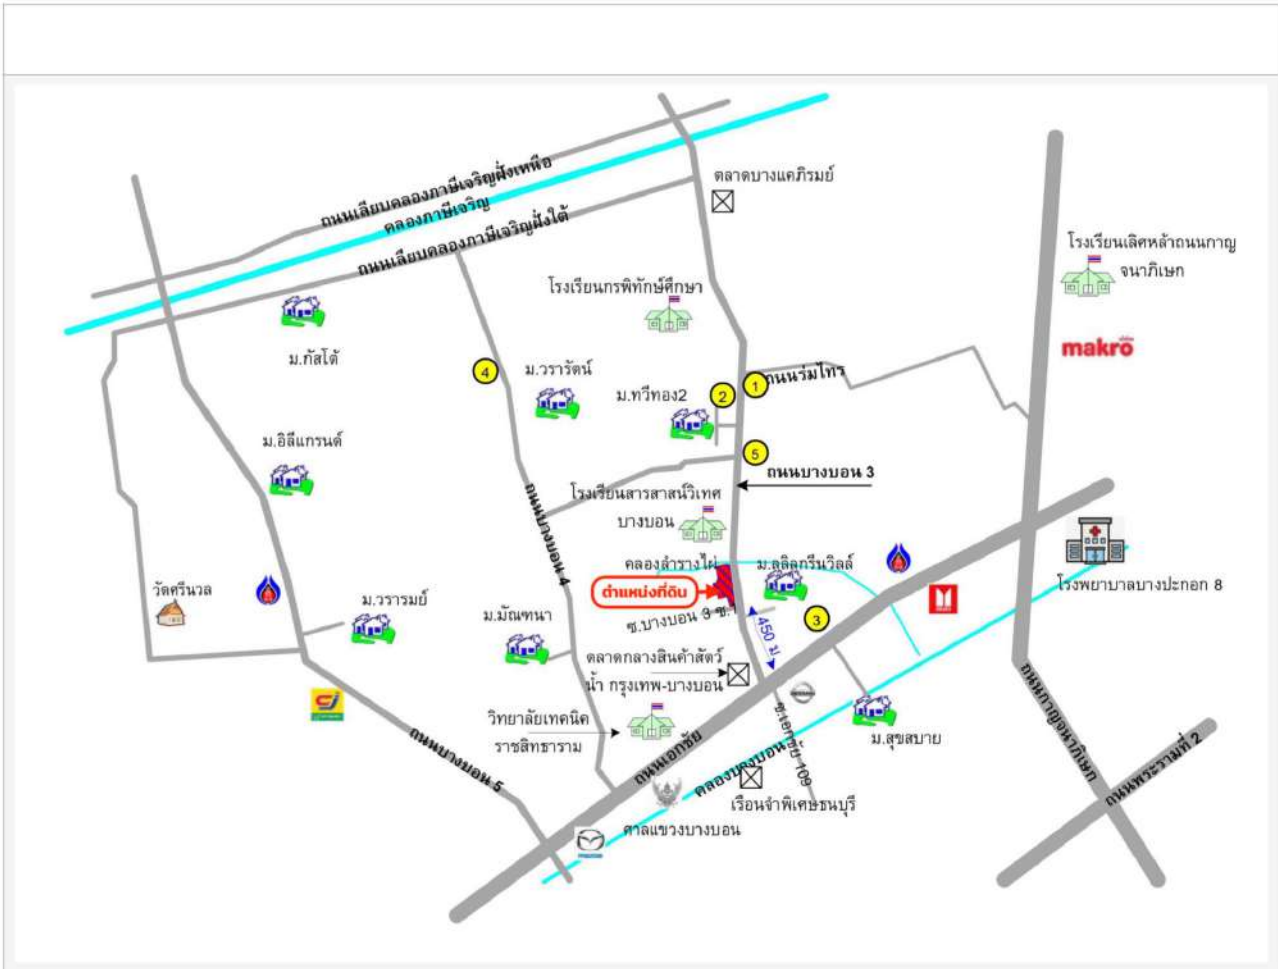 ถนนเลียบคลองภาษีเจริญฝั่งเหนือ
คลองภาษีเจริญ
ถนนเลียบคลองภาษีเจริญฝั่งใต้
ตลาดบางแคภิรมย์
โรงเรียนเลิศหล้าถนนกาญ
จนาภิเษก
โรงเรียนกรพิทักษ์ศึกษา
makro
ม.กัสโต้
4
ม.วรารัตน์
ม.ทวีทอง2
2
1
ถนนร่มไทร
ม.อิลีแกรนด์
5
ถนนบางบอน 3
โรงเรียนสารสาสน์วิเทศ
บางบอน
ถนนบางบอน 4
คลองลำรางไผ่
ม.ลลิลกรีนวิลล์
ตำแหน่งที่ดิน
โรงพยาบาลบางปะกอก 8
วัดศรีนวล
ม.วรารมย์
ม.มัณฑนา
ซ.บางบอน 3 ซ.1
3
450 ม
ตลาดกลางสินค้าสัตว์
น้ำ กรุงเทพ-บางบอน
NISSAN
CJ
วิทยาลัยเทคนิค
ราชสิทธาราม
ม.สุขสบาย
ถนนบางบอน 5
ถนนเอกชัย
คลองบางบอน
ซ.เอกชัย 109
ถนนกาญจนาภิเษก
ถนนพระรามที่ 2
เรือนจำพิเศษธนบุรี
ศาลแขวงบางบอน